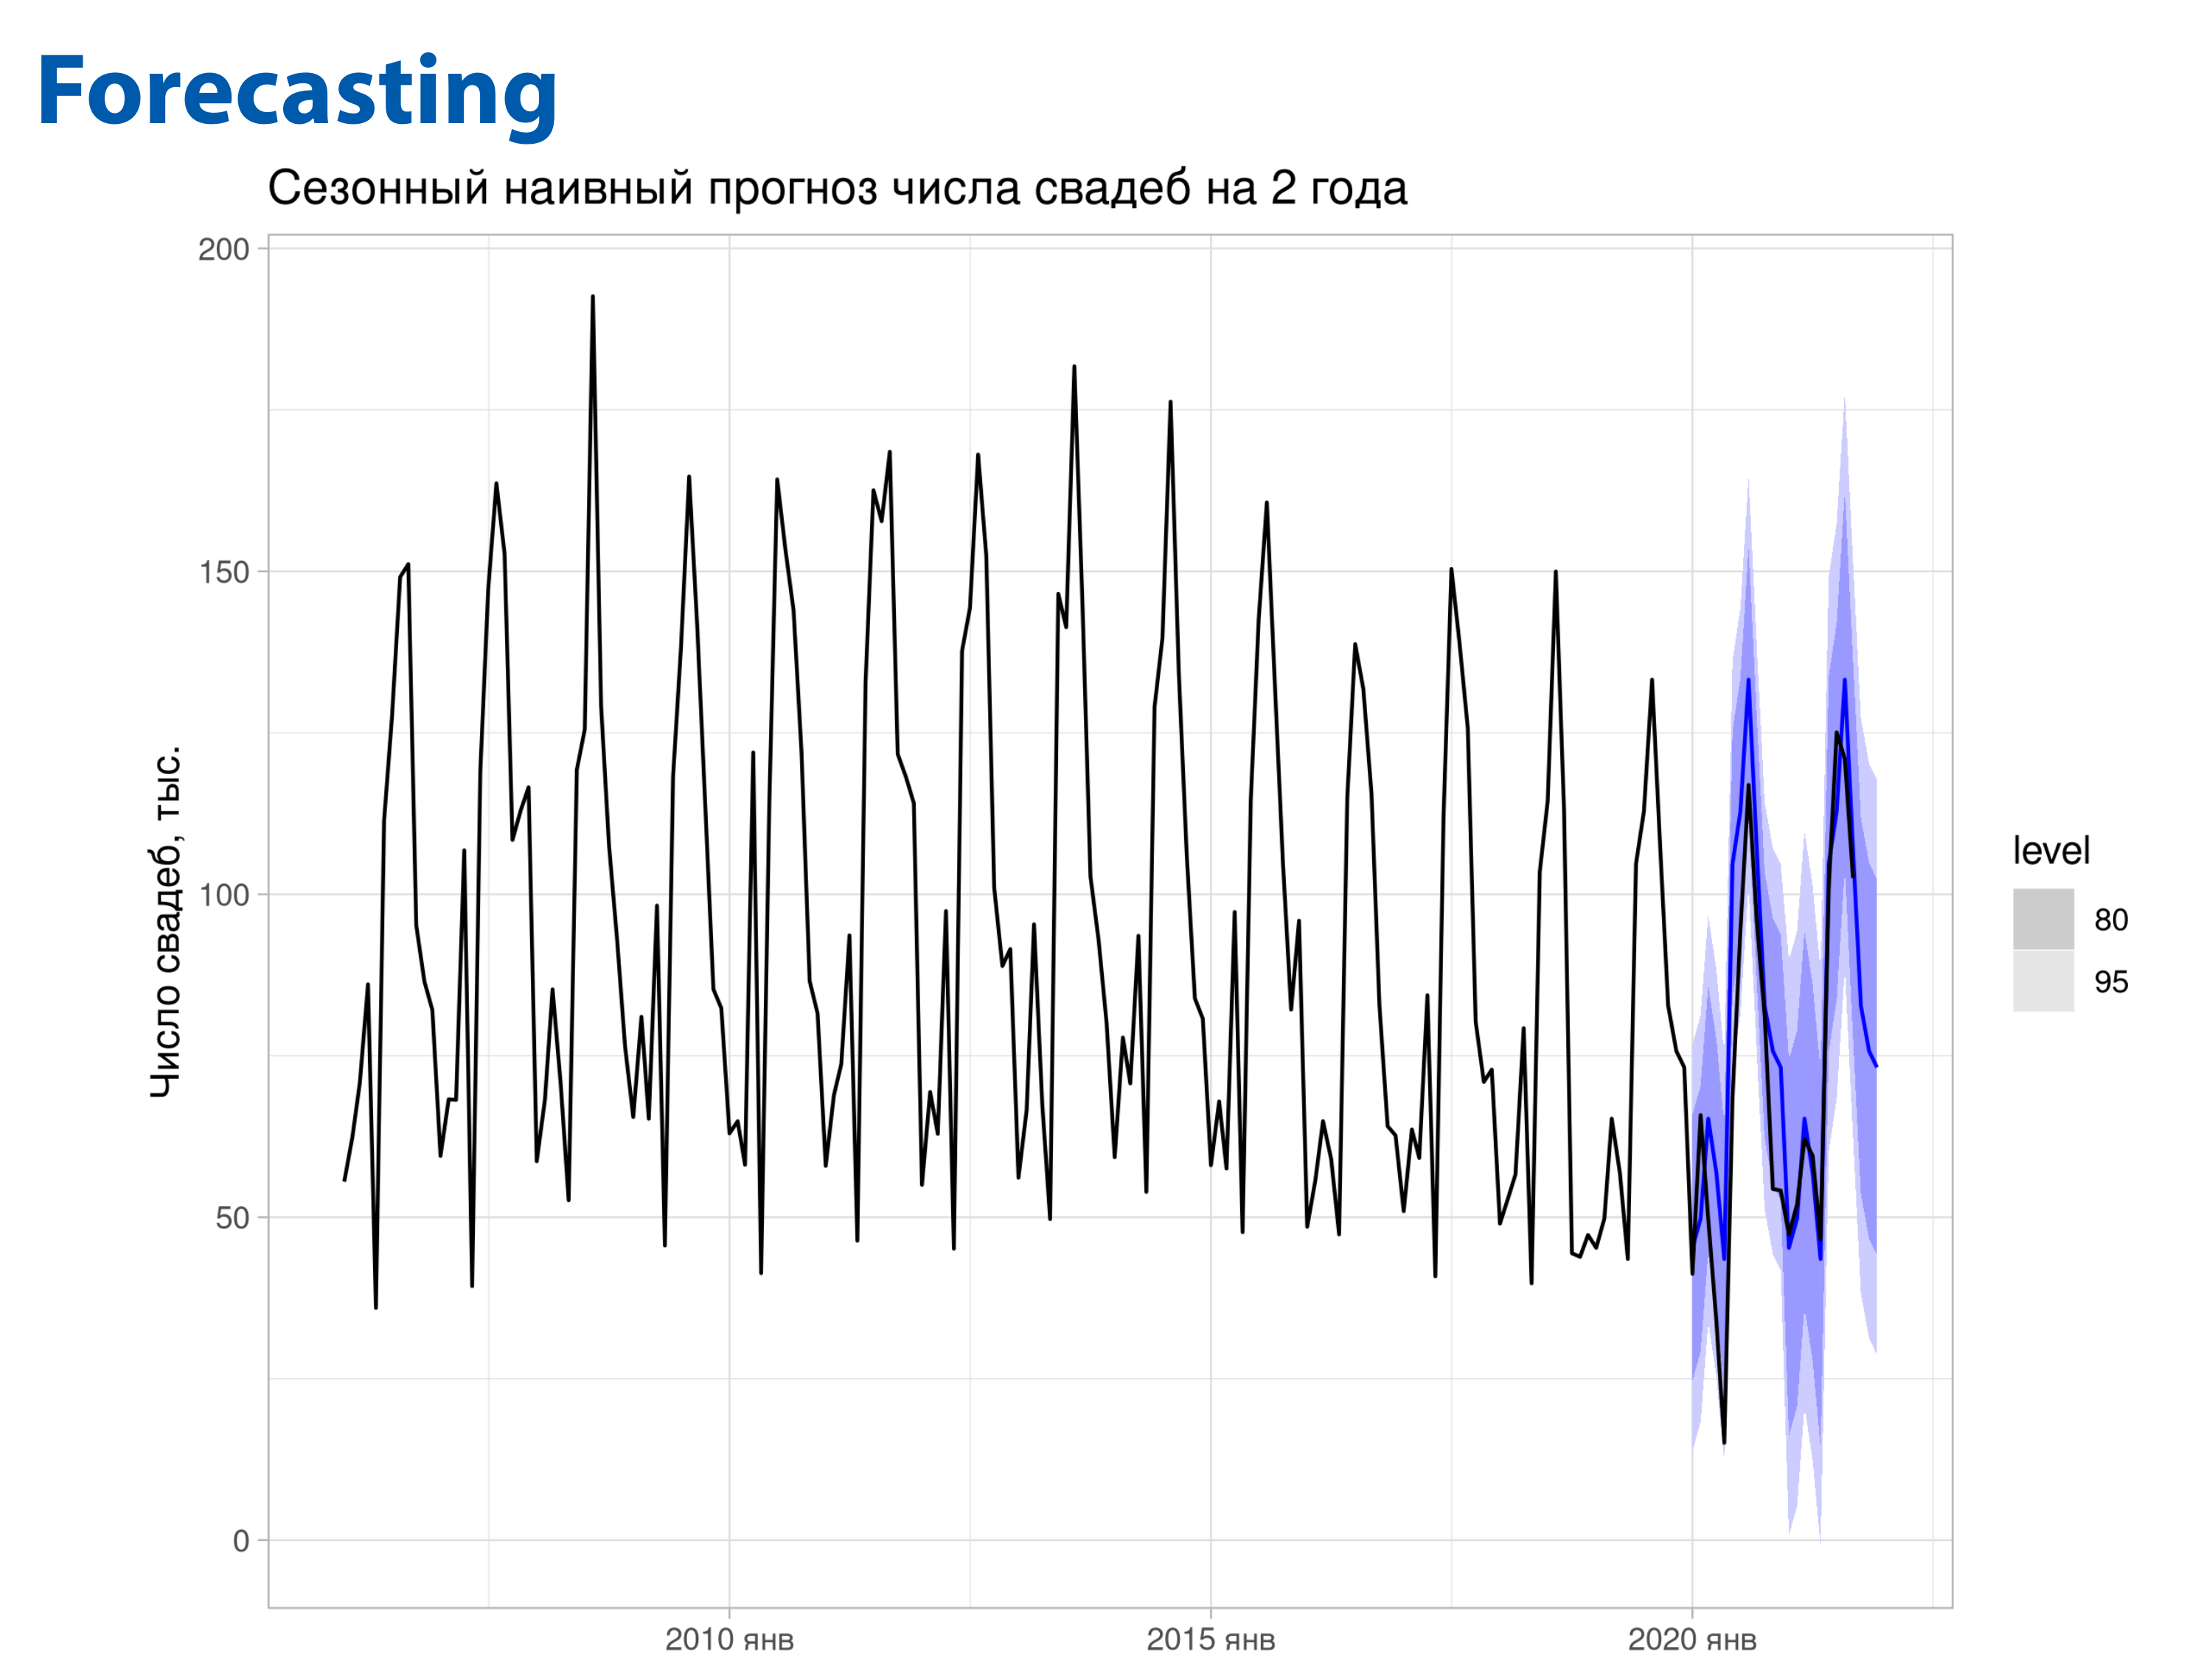 Forecasting
Сезонный наивный прогноз числа свадеб на 2 года
200
150
100
50
0
Число свадеб, тыс.
2010 янв
2015 янв
2020 янв
level
80
95